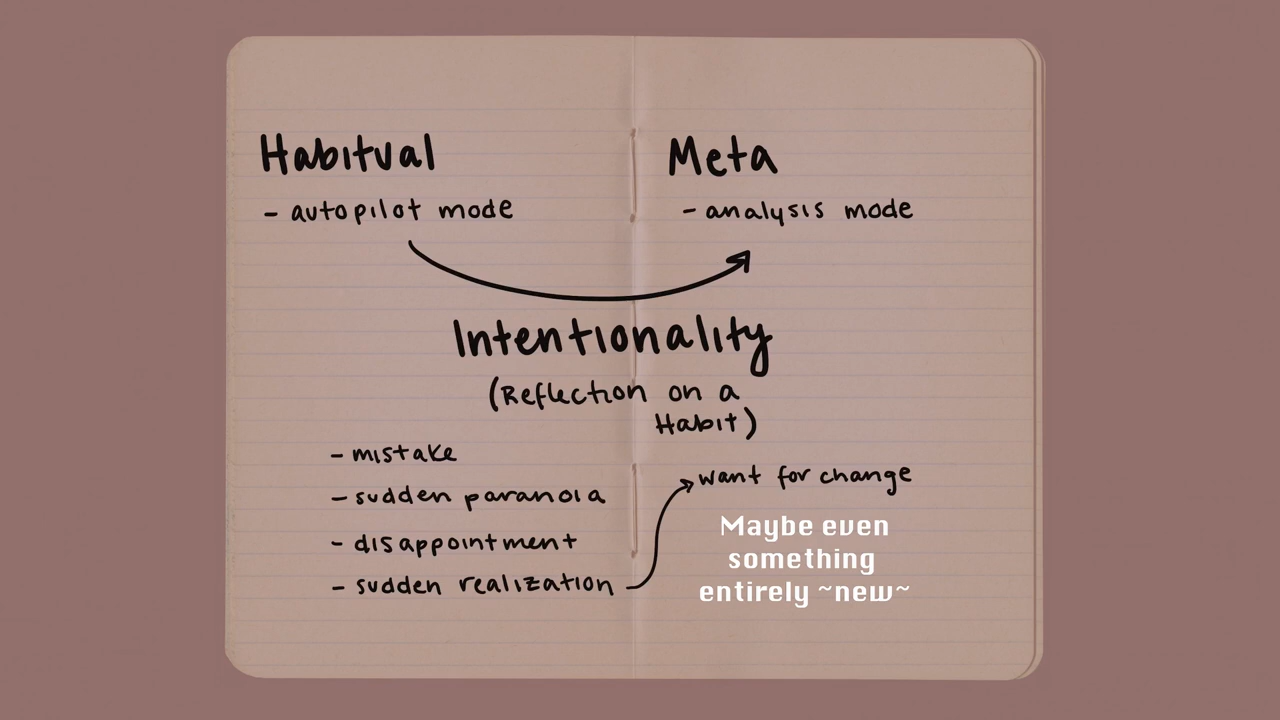 Habitual
- autopilot mode
Meta
- analysis mode
Intentionality
(Reflection on a
Habit)
- mistake
- sudden paranoia
- disappointment
- sudden realization
want for change
Maybe even
something
entirely ~new~